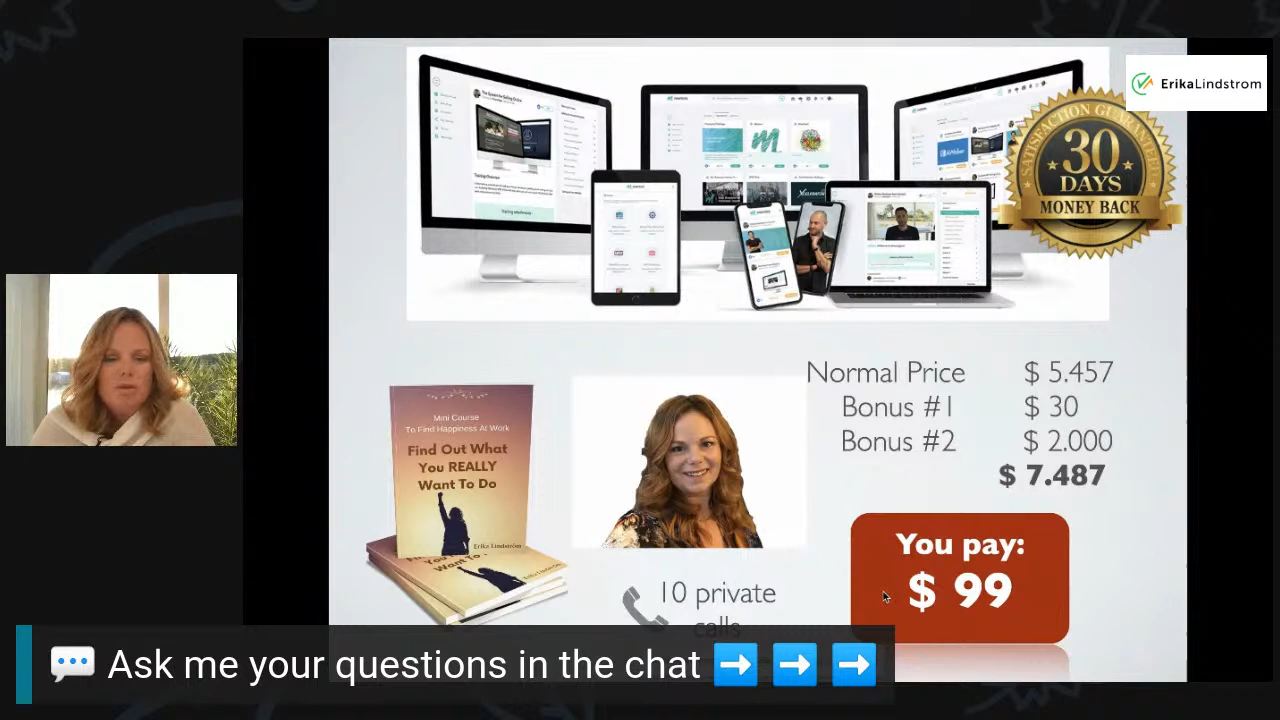 ErikaLindstrom
SATISFACTION GUARANTEED
30
DAYS
MONEY BACK
Normal Price $ 5.457
Bonus #1 $ 30
Bonus #2 $ 2.000
$ 7.487
Mini Course
To Find Happiness At Work
Find Out What
You REALLY
Want To Do
Erika Lindström
10 private
calls
You pay:
$ 99
💬 Ask me your questions in the chat ➡️ ➡️ ➡️